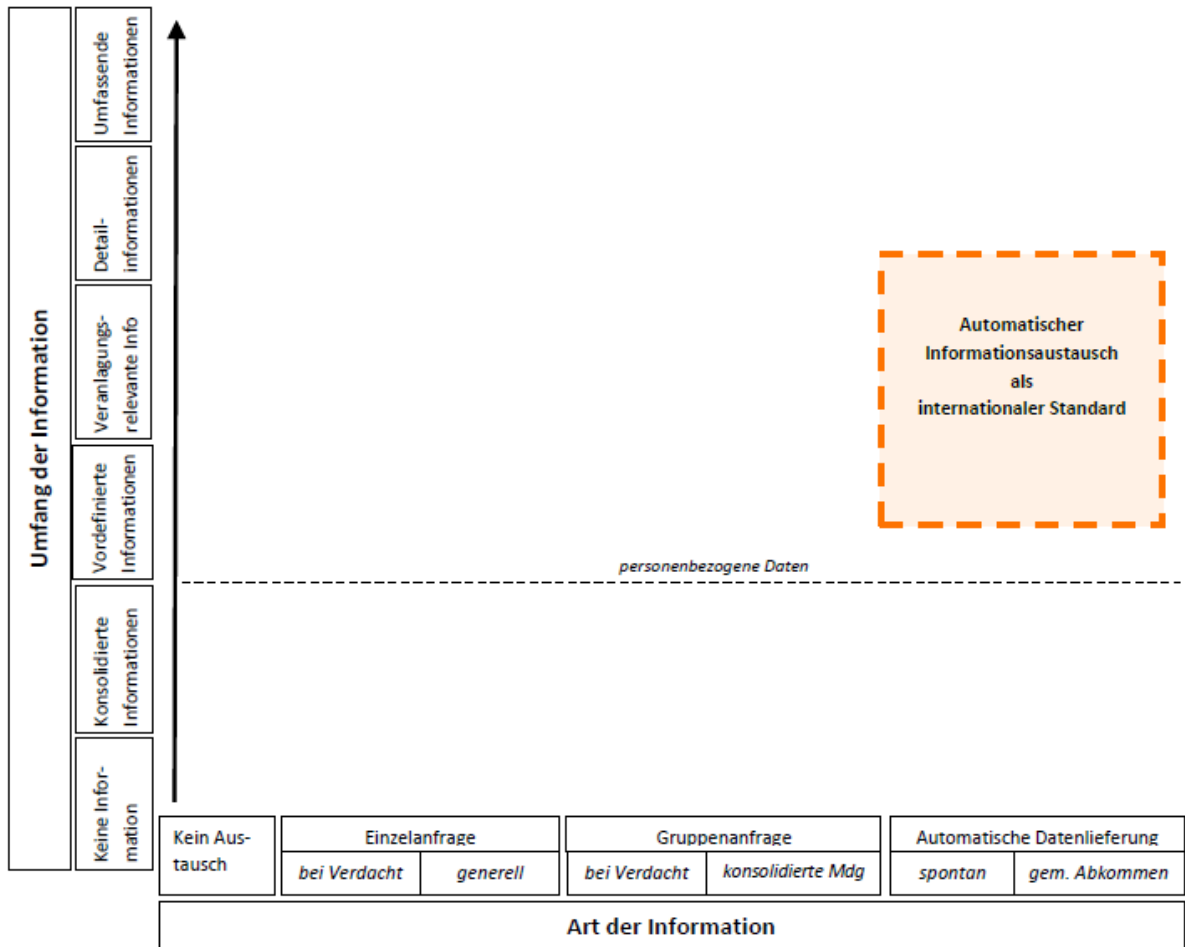 Umfang der Information
Umfassende
Informationen
Detail-
informationen
Veranlagungs-
relevante Info
Vordefinierte
Informationen
Konsolidierte
Informationen
Keine Infor-
mation
Automatischer
Informationsaustausch
als
internationaler Standard
personenbezogene Daten
Kein Aus-
tausch
Einzelanfrage
bei Verdacht
generell
Gruppenanfrage
bei Verdacht
konsolidierte Mdg
Automatische Datenlieferung
spontan
gem. Abkommen
Art der Information